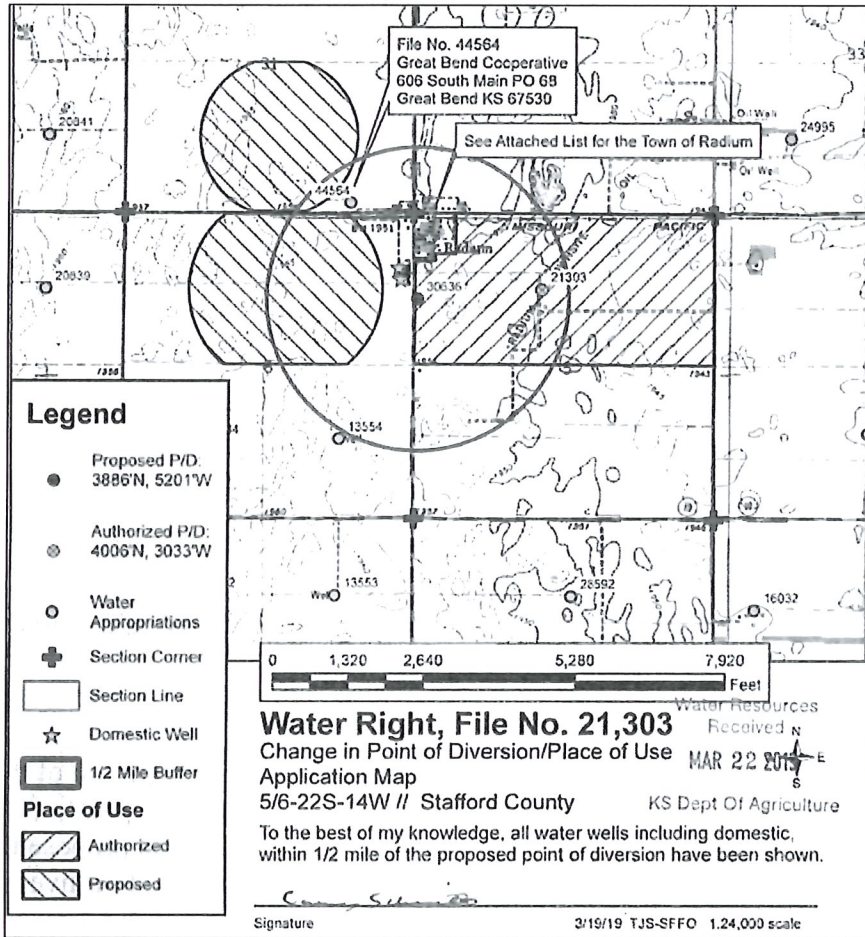 File No. 44564
Great Bend Cooperative
606 South Main PO 68
Great Bend KS 67530
See Attached List for the Town of Radium
31
33
20841
44564
Oil Well
24995
Oil Well
OIL
MISSOURI PACIFIC
Radium
20839
30636
21303
13554
13553
Well
28592
16032
Legend
Proposed P/D:
3886'N, 5201'W
Authorized P/D:
4006'N, 3033'W
Water
Appropriations
Section Corner
Section Line
Domestic Well
1/2 Mile Buffer
Place of Use
Authorized
Proposed
0 1,320 2,640 5,280 7,920
Feet
Water Resources
Received
MAR 22 2019
KS Dept Of Agriculture
N
E
S
Water Right, File No. 21,303
Change in Point of Diversion/Place of Use
Application Map
5/6-22S-14W // Stafford County
To the best of my knowledge, all water wells including domestic,
within 1/2 mile of the proposed point of diversion have been shown.
Signature
3/19/19 TJS-SFFO 1:24,000 scale